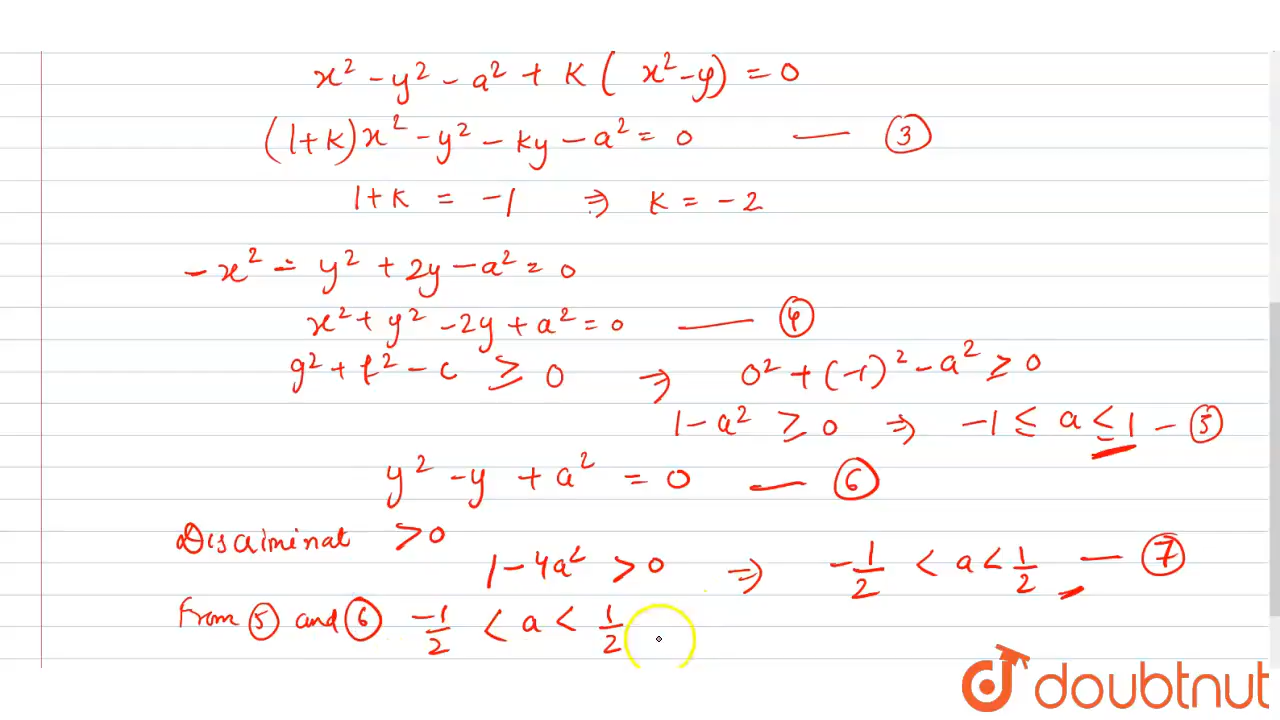 x² - y² - a² + K( x² - y) = 0
(1+K)x² - y² - ky - a² = 0 — ③
1+K = -1 ⇒ K = -2
-x² - y² + 2y - a² = 0
x² + y² - 2y + a² = 0 — ④
g² + f² - c ≥ 0 ⇒ 0² + (-1)² - a² ≥ 0
1 - a² ≥ 0 ⇒ -1 ≤ a ≤ 1 - ⑤
y² - y + a² = 0 — ⑥
Discriminat > 0
1 - 4a² > 0 ⇒ -1/2 < a < 1/2 — ⑦
From ⑤ and ⑥ -1/2 < a < 1/2
doubtnut